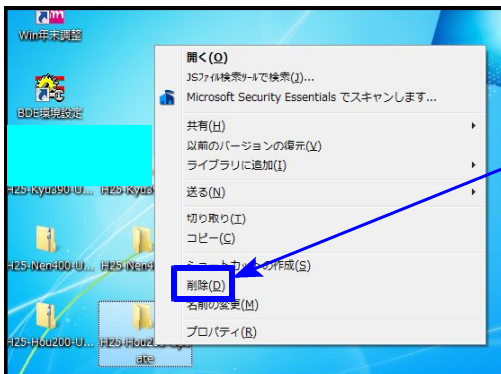 Win年末調整
BDE環境設定
H25-Kyu390-U...
H25-Nen400-U...
H25-Nen4
H25-Hou200-U...
開く(O)
JSファイル検索ツールで検索(J)...
Microsoft Security Essentials でスキャンします...
共有(H)
以前のバージョンの復元(V)
ライブラリに追加(I)
送る(N)
切り取り(T)
コピー(C)
ショートカットの作成(S)
削除(D)
名前の変更(M)
プロパティ(R)